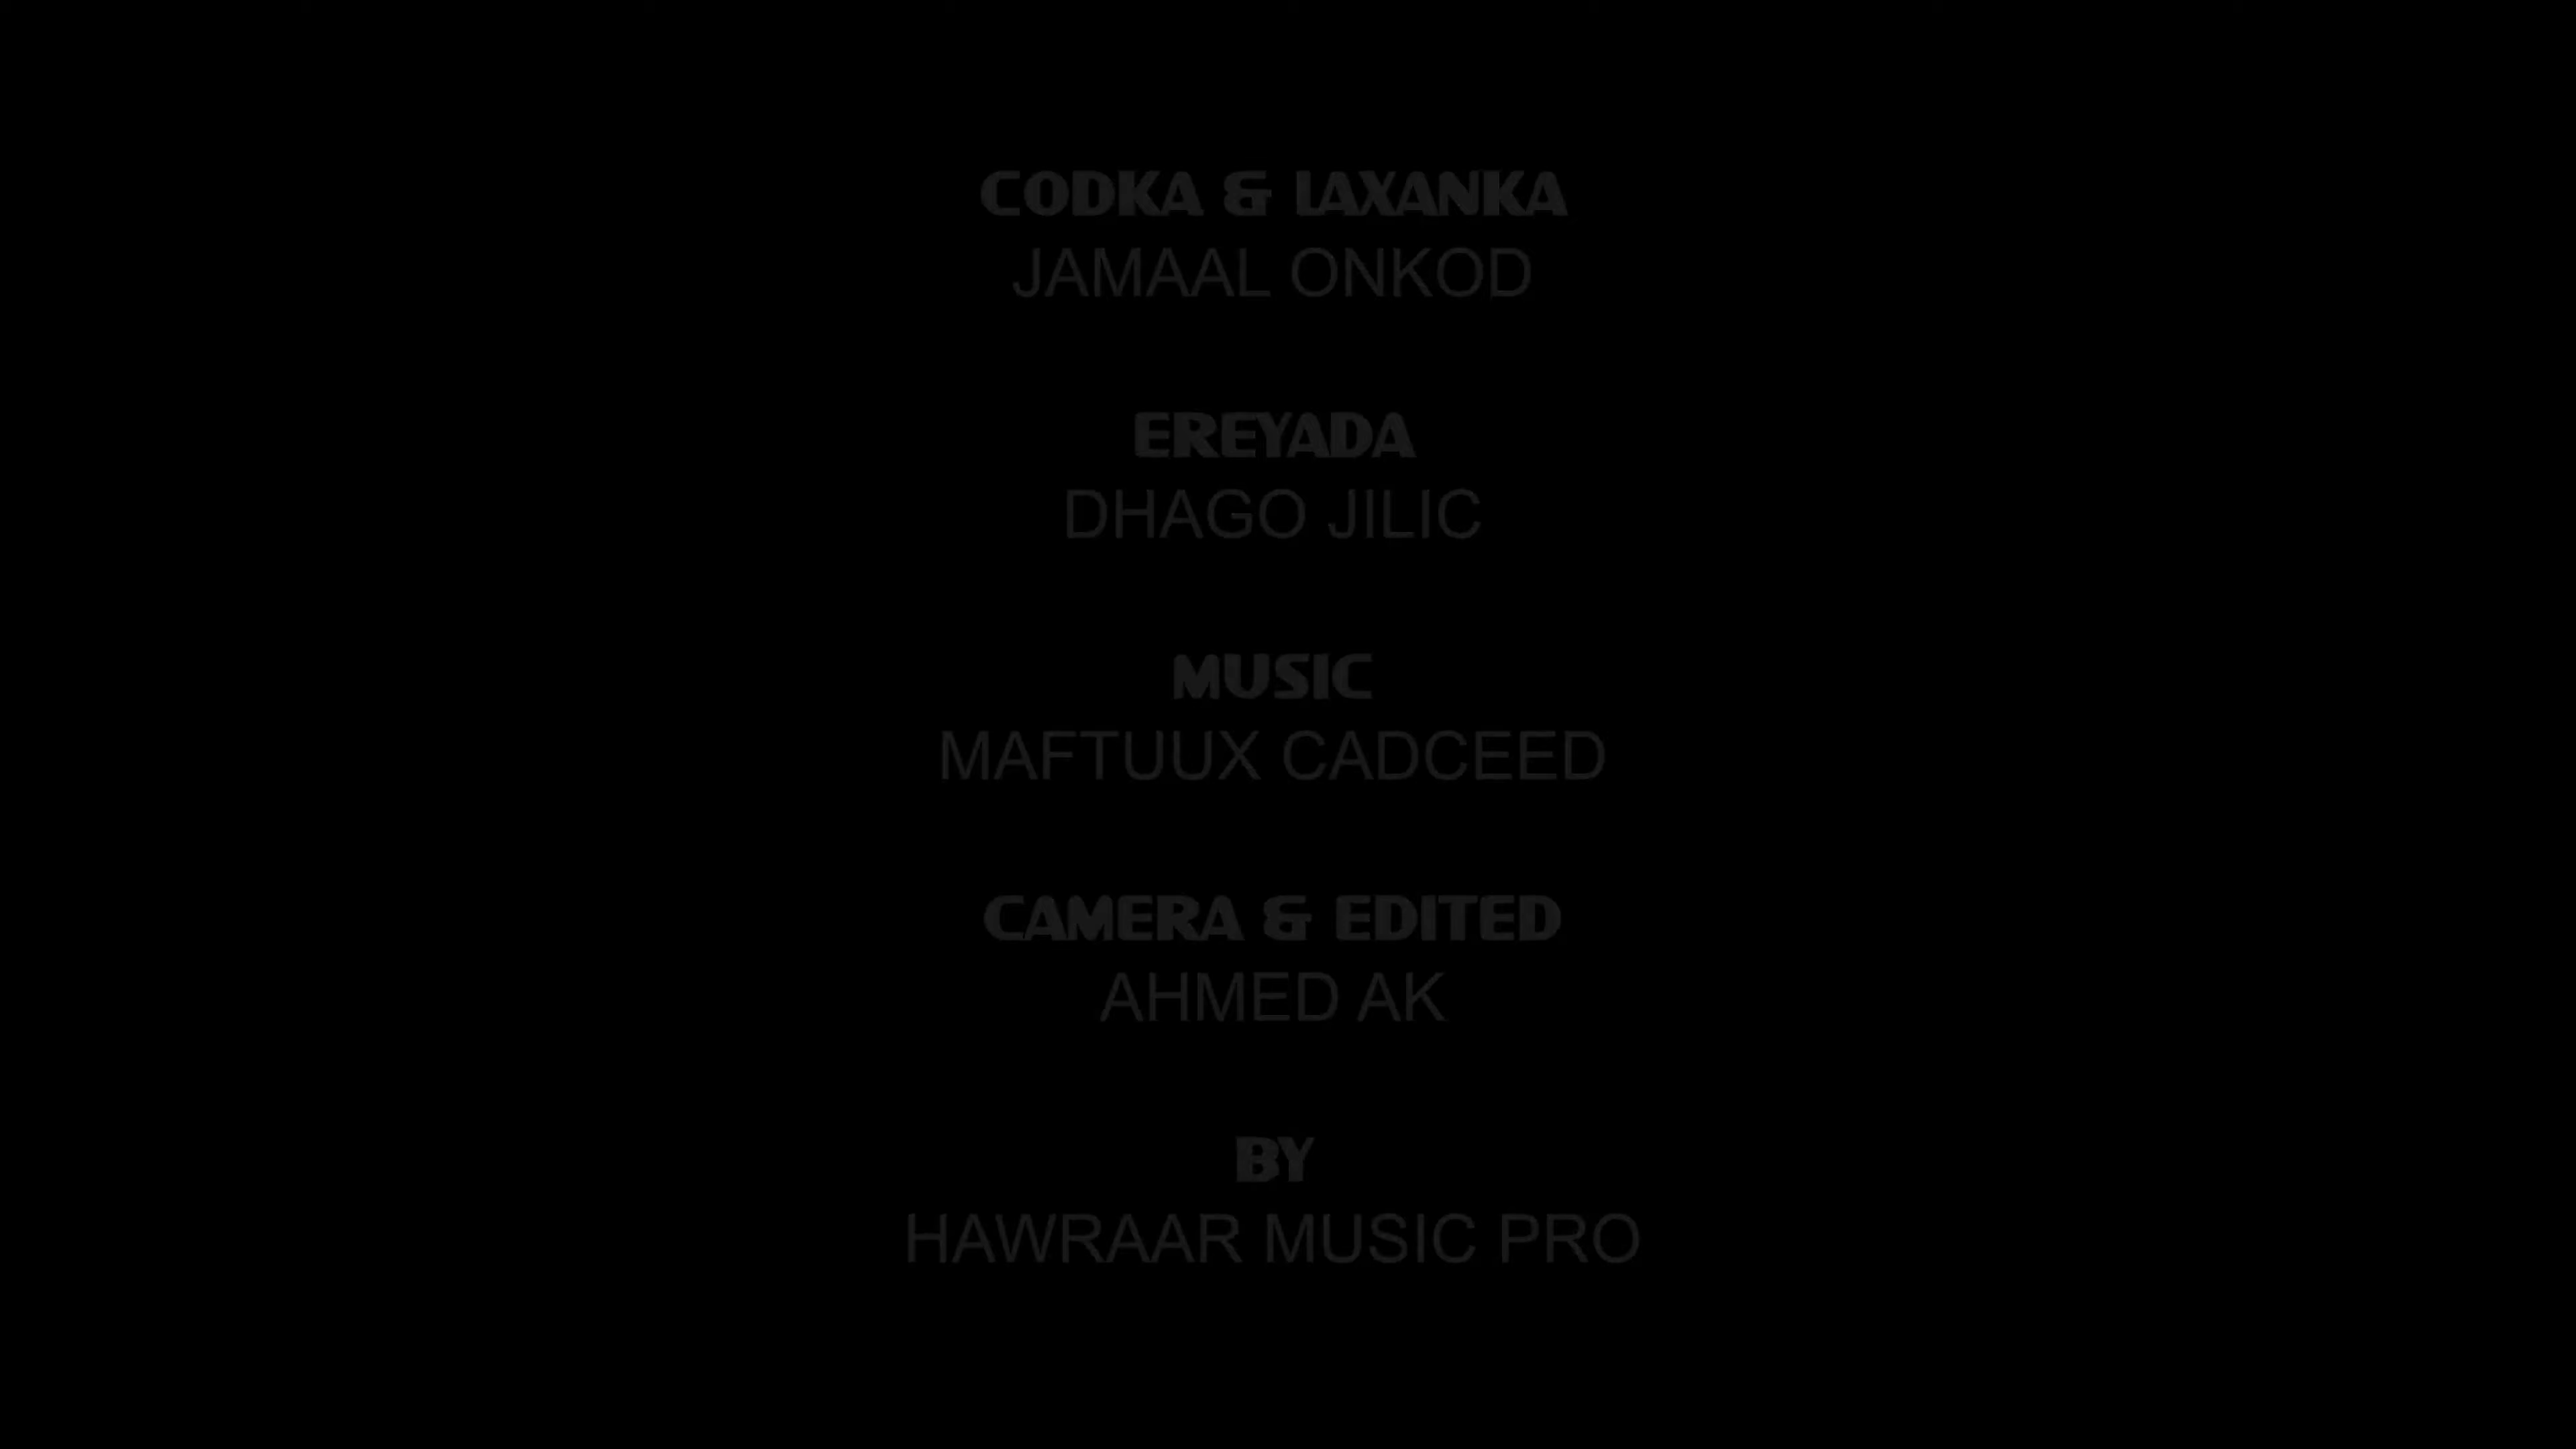 CODKA & LAXANKA
JAMAAL ONKOD
EREYADA
DHAGO JILIC
MUSIC
MAFTUUX CADCEED
CAMERA & EDITED
AHMED AK
BY
HAWRAAR MUSIC PRO